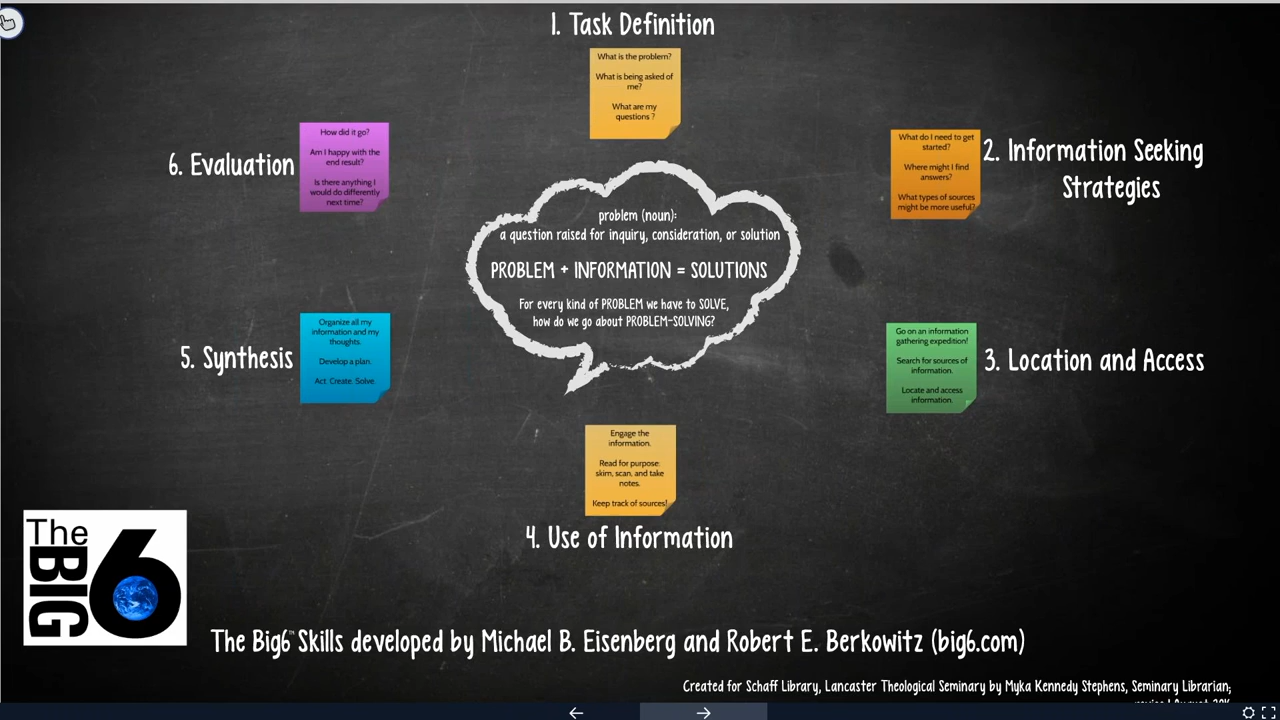 1. Task Definition
What is the problem?
What is being asked of
me?
What are my
questions ?
6. Evaluation
How did it go?
Am I happy with the
end result?
Is there anything I
would do differently
next time?
What do I need to get
started?
Where might I find
answers?
What types of sources
might be more useful?
2. Information Seeking
Strategies
problem (noun):
a question raised for inquiry, consideration, or solution
PROBLEM + INFORMATION = SOLUTIONS
For every kind of PROBLEM we have to SOLVE,
how do we go about PROBLEM-SOLVING?
5. Synthesis
Organize all my
information and my
thoughts.
Develop a plan.
Act. Create. Solve.
Go on an information
gathering expedition!
Search for sources of
information.
Locate and access
information.
3. Location and Access
Engage the
information.
Read for purpose:
skim, scan, and take
notes.
Keep track of sources!
4. Use of Information
The
BIG
6
The Big6™ Skills developed by Michael B. Eisenberg and Robert E. Berkowitz (big6.com)
Created for Schaff Library, Lancaster Theological Seminary by Myka Kennedy Stephens, Seminary Librarian;